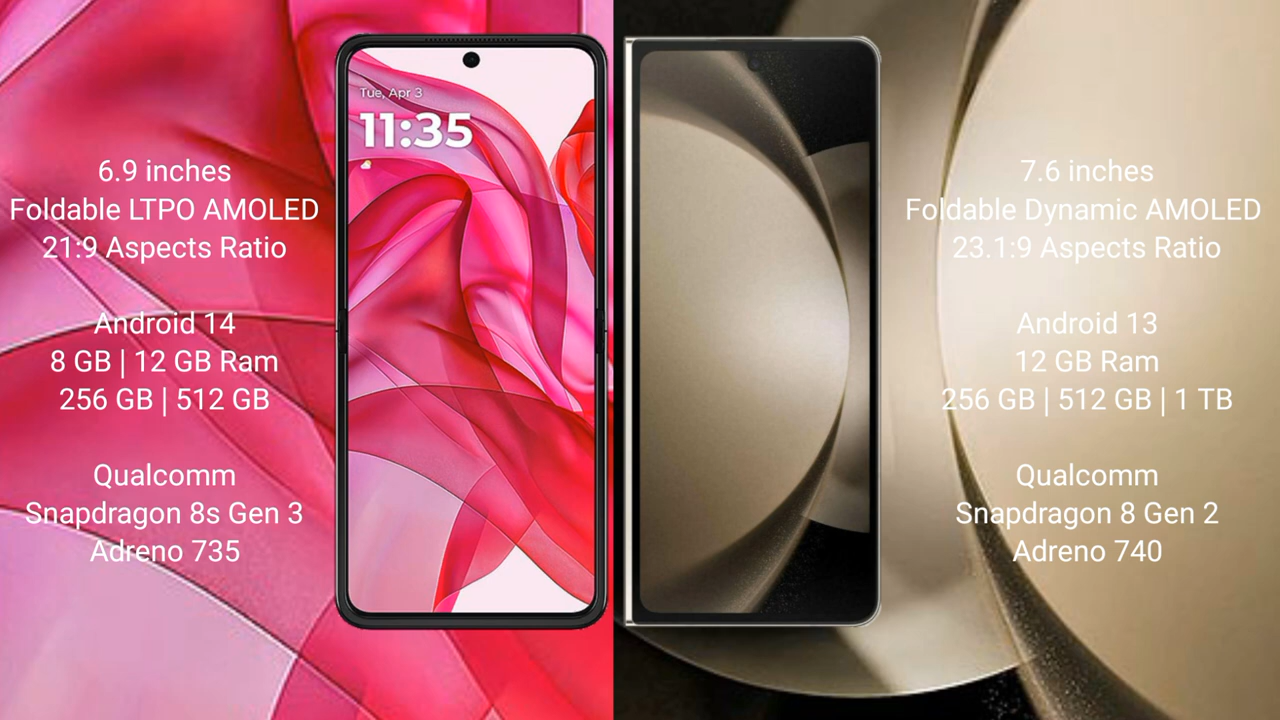 6.9 inches
Foldable LTPO AMOLED
21:9 Aspects Ratio
Android 14
8 GB | 12 GB Ram
256 GB | 512 GB
Qualcomm
Snapdragon 8s Gen 3
Adreno 735
Tue, Apr 3
11:35
7.6 inches
Foldable Dynamic AMOLED
23.1:9 Aspects Ratio
Android 13
12 GB Ram
256 GB | 512 GB | 1 TB
Qualcomm
Snapdragon 8 Gen 2
Adreno 740